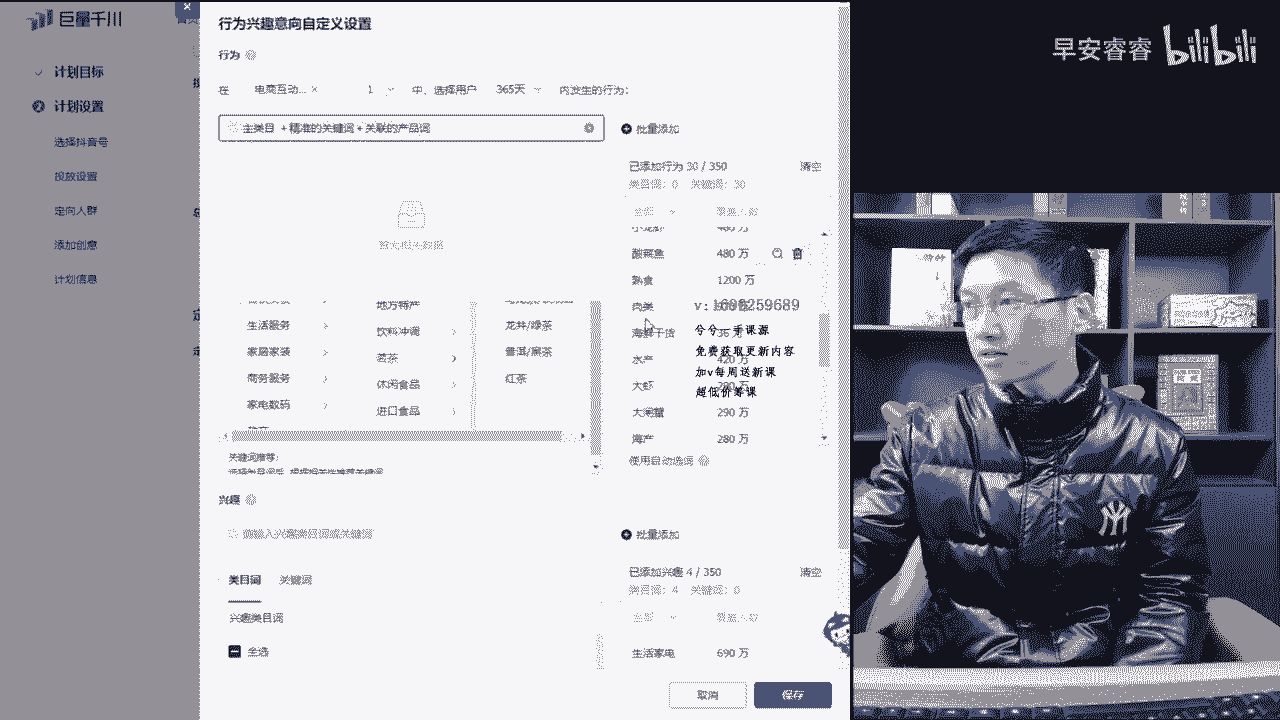 巨量千川
计划目标
计划设置
选择抖音号
投放设置
定向人群
添加创意
计划信息
行为兴趣意向自定义设置
行为
在 电商互动... × 1 中，选择用户 365天 内发生的行为：
主类目 +精准的关键词+关联的产品词
批量添加
已添加行为 30 / 350 清空
类目词：0 关键词：30
酸菜鱼 480 万
熟食 1200 万
肉类
海鲜干货
水产 420 万
大虾
大闸蟹 290 万
海产 280 万
生活服务
家居家装
商务服务
家电数码
地方特产
饮料冲调
茗茶
休闲食品
进口食品
龙井/绿茶
普洱/黑茶
红茶
兮兮一手课源
免费获取更新内容
加v每周送新课
超低价筹课
关键词推荐：
使用自动选词
兴趣
请输入兴趣类目词或关键词
批量添加
类目词 关键词
已添加兴趣 4 / 350 清空
类目词：4 关键词：0
兴趣类目词
全选
生活家电 690 万
取消
保存
早安睿睿 bilibili
NY